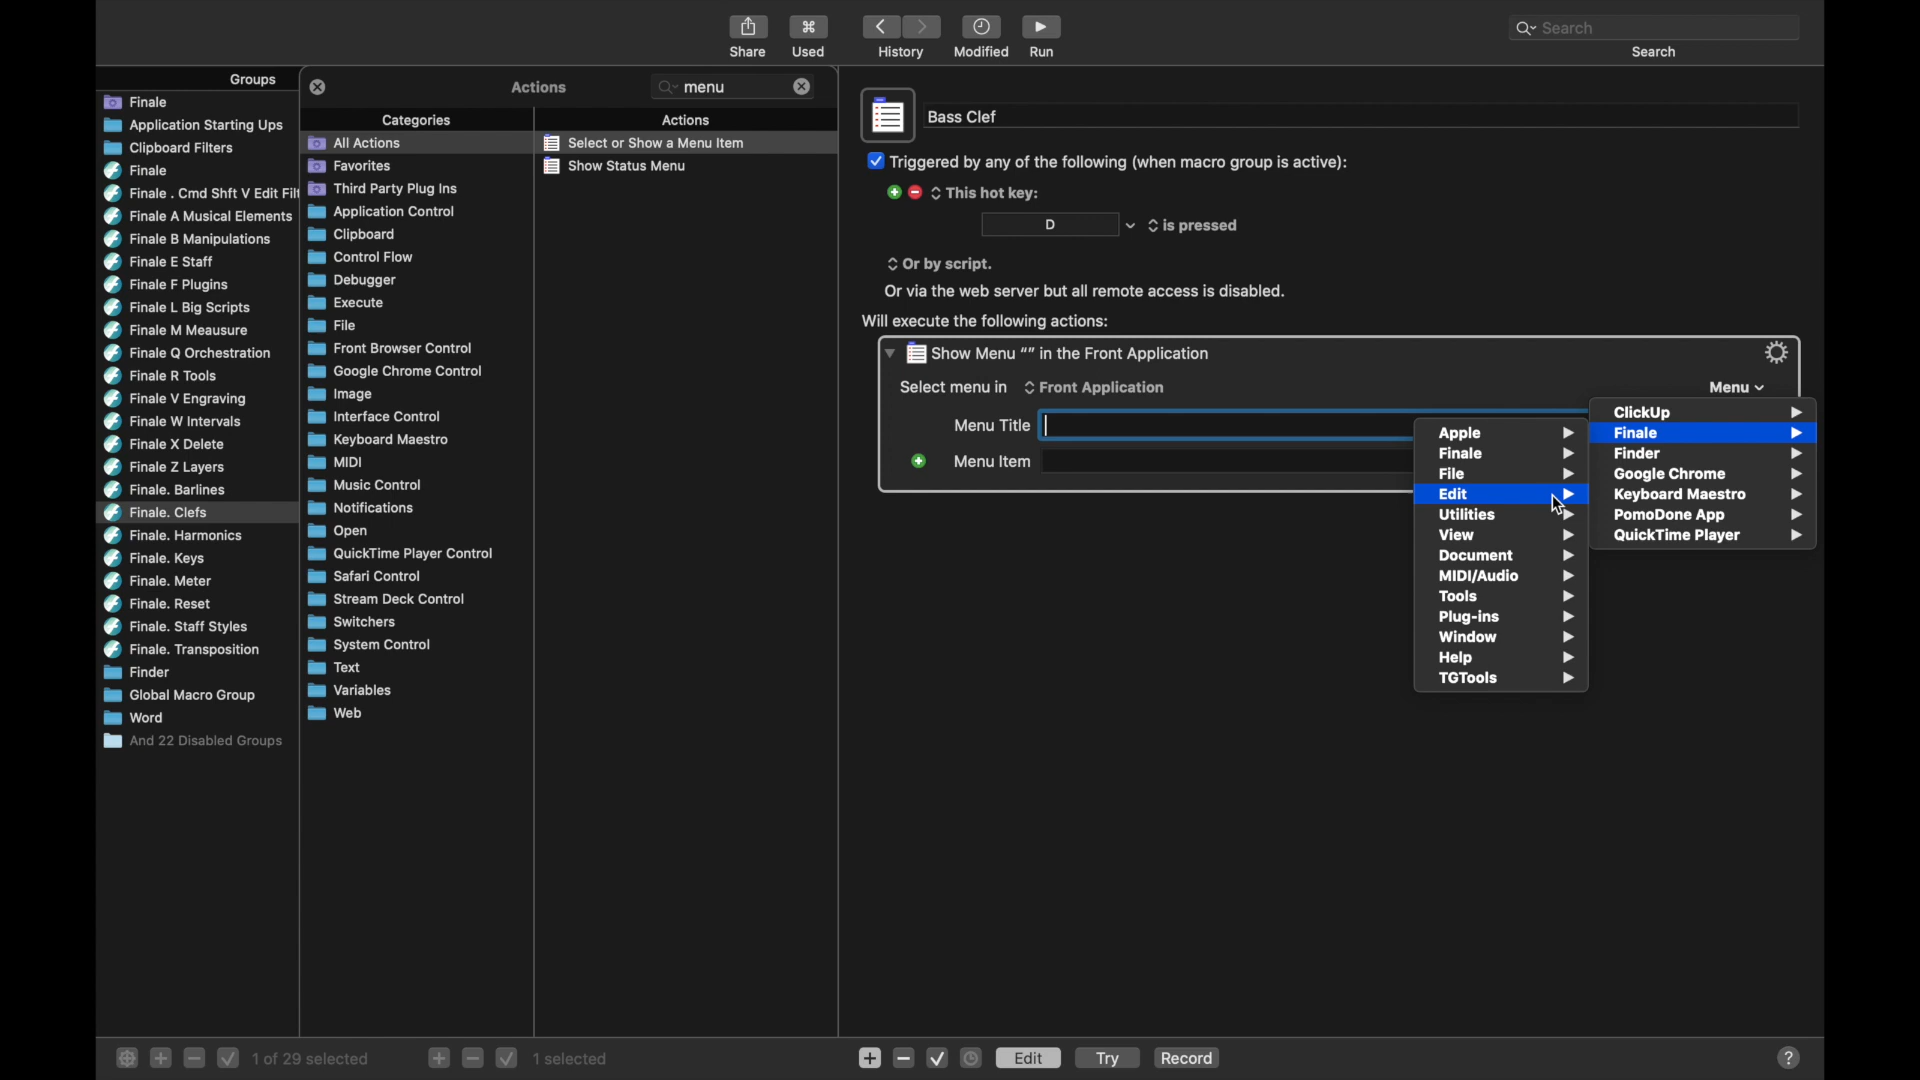 Share
Used
History
Modified
Run
Search
Search
Groups
Finale
Application Starting Ups
Clipboard Filters
Finale
Finale . Cmd Shft V Edit Filt
Finale A Musical Elements
Finale B Manipulations
Finale E Staff
Finale F Plugins
Finale L Big Scripts
Finale M Meausure
Finale Q Orchestration
Finale R Tools
Finale V Engraving
Finale W Intervals
Finale X Delete
Finale Z Layers
Finale. Barlines
Finale. Clefs
Finale. Harmonics
Finale. Keys
Finale. Meter
Finale. Reset
Finale. Staff Styles
Finale. Transposition
Finder
Global Macro Group
Word
And 22 Disabled Groups
Actions
menu
Categories
All Actions
Favorites
Third Party Plug Ins
Application Control
Clipboard
Control Flow
Debugger
Execute
File
Front Browser Control
Google Chrome Control
Image
Interface Control
Keyboard Maestro
MIDI
Music Control
Notifications
Open
QuickTime Player Control
Safari Control
Stream Deck Control
Switchers
System Control
Text
Variables
Web
Actions
Select or Show a Menu Item
Show Status Menu
Bass Clef
Triggered by any of the following (when macro group is active):
This hot key:
D
is pressed
Or by script.
Or via the web server but all remote access is disabled.
Will execute the following actions:
Show Menu “” in the Front Application
Select menu in
Front Application
Menu
Menu Title
Menu Item
Apple
Finale
File
Edit
Utilities
View
Document
MIDI/Audio
Tools
Plug-ins
Window
Help
TGTools
ClickUp
Finale
Finder
Google Chrome
Keyboard Maestro
PomoDone App
QuickTime Player
1 of 29 selected
1 selected
Edit
Try
Record
?